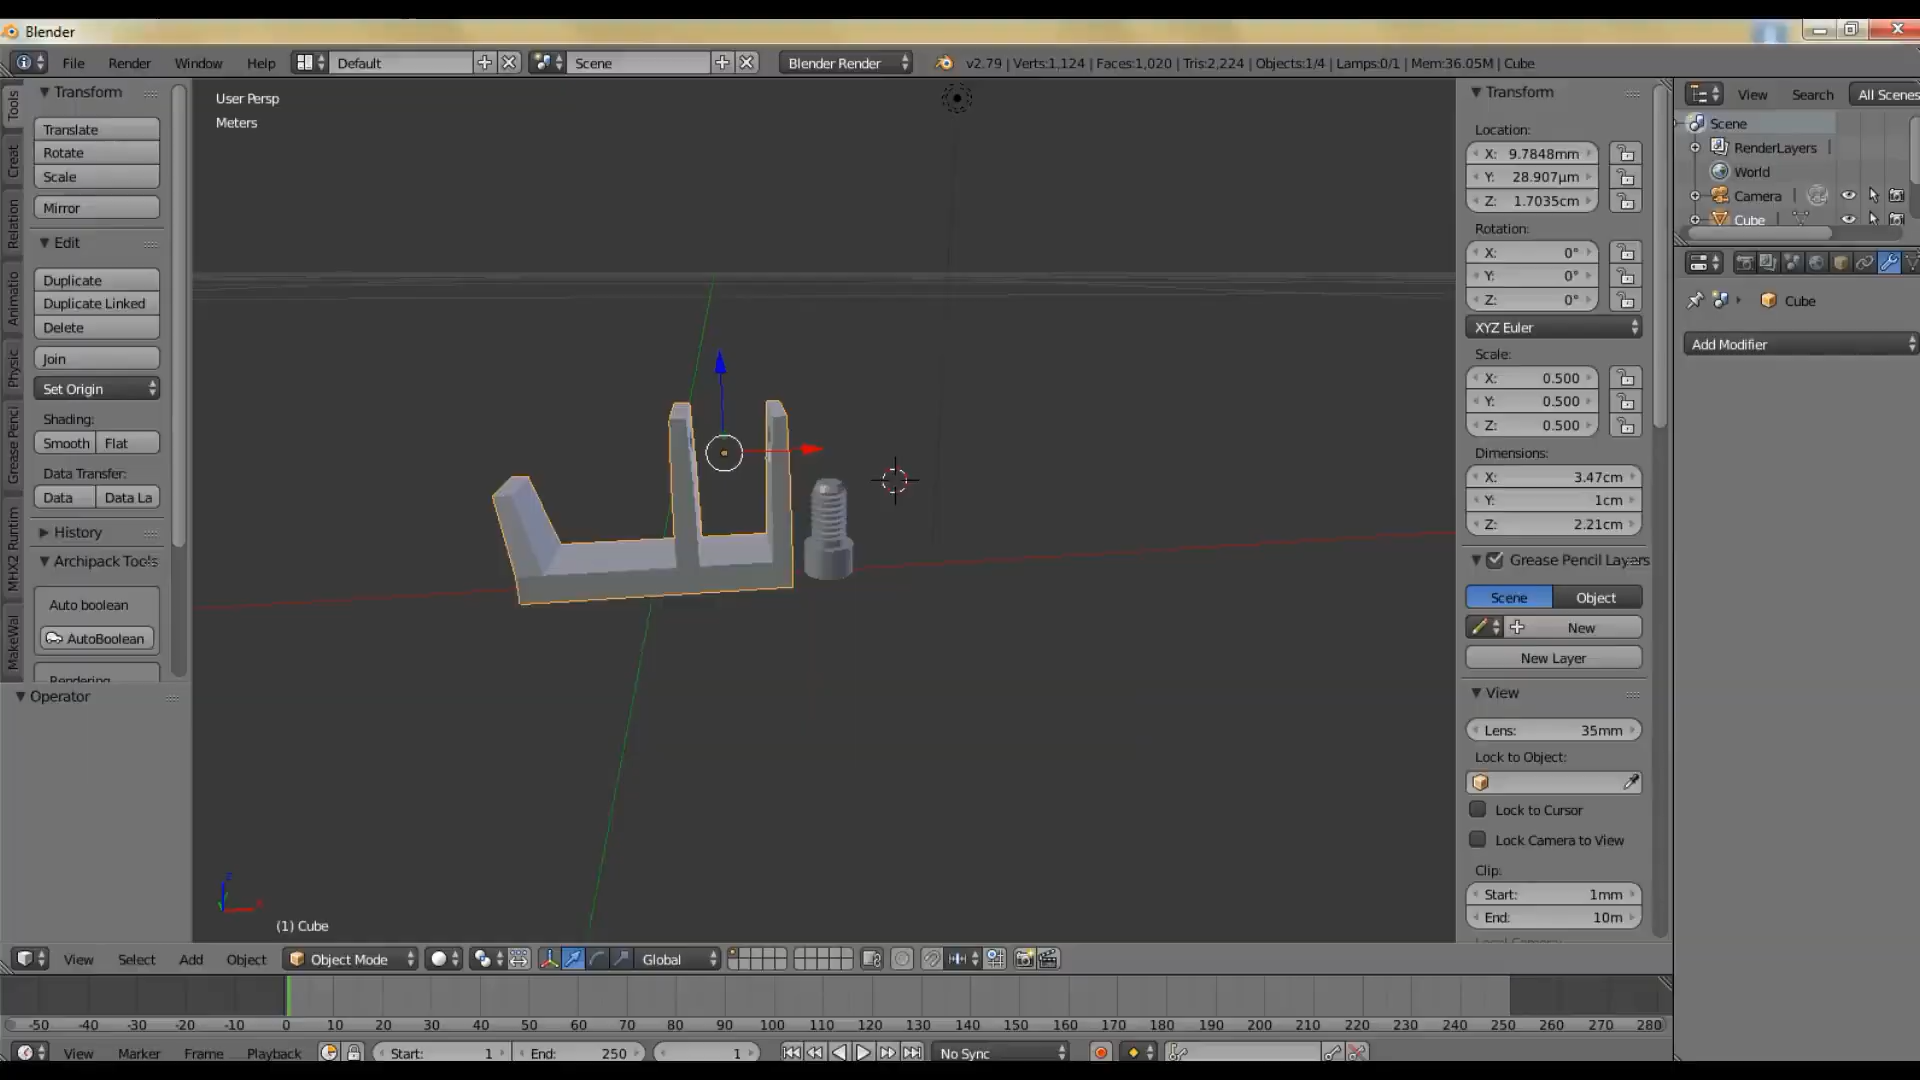 Blender
File Render Window Help Default Scene Blender Render v2.79 | Verts:1,124 | Faces:1,020 | Tris:2,224 | Objects:1/4 | Lamps:0/1 | Mem:36.05M | Cube
Tools
Creat
Relation
Animatio
Physic
Grease Penci
MHX2 Runtim
MakeWal
Transform
Translate
Rotate
Scale
Mirror
Edit
Duplicate
Duplicate Linked
Delete
Join
Set Origin
Shading:
Smooth Flat
Data Transfer:
Data Data La
History
Archipack Tools
Auto boolean
AutoBoolean
Rendering
Operator
User Persp
Meters
(1) Cube
Transform
Location:
X: 9.7848mm
Y: 28.907µm
Z: 1.7035cm
Rotation:
X: 0°
Y: 0°
Z: 0°
XYZ Euler
Scale:
X: 0.500
Y: 0.500
Z: 0.500
Dimensions:
X: 3.47cm
Y: 1cm
Z: 2.21cm
Grease Pencil Layers
Scene Object
New
New Layer
View
Lens: 35mm
Lock to Object:
Lock to Cursor
Lock Camera to View
Clip:
Start: 1mm
End: 10m
View Search All Scenes
Scene
RenderLayers
World
Camera
Cube
Cube
Add Modifier
View Select Add Object Object Mode Global
-50 -40 -30 -20 -10 0 10 20 30 40 50 60 70 80 90 100 110 120 130 140 150 160 170 180 190 200 210 220 230 240 250 260 270 280
View Marker Frame Playback Start: 1 End: 250 1 No Sync